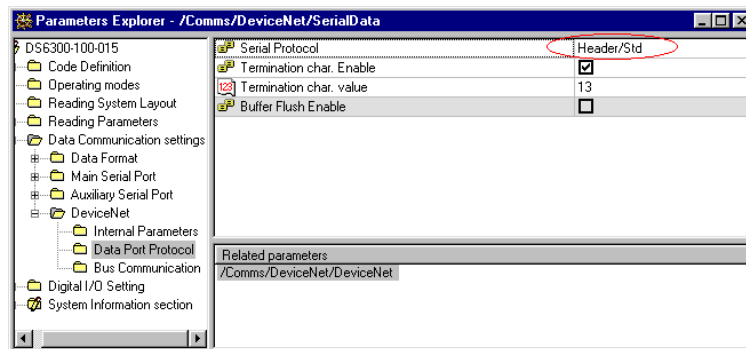 Parameters Explorer - /Comms/DeviceNet/SerialData
DS6300-100-015
Code Definition
Operating modes
Reading System Layout
Reading Parameters
Data Communication settings
Data Format
Main Serial Port
Auxiliary Serial Port
DeviceNet
Internal Parameters
Data Port Protocol
Bus Communication
Digital I/O Setting
System Information section
Serial Protocol Header/Std
Termination char. Enable
123 Termination char. value 13
Buffer Flush Enable
Related parameters
/Comms/DeviceNet/DeviceNet